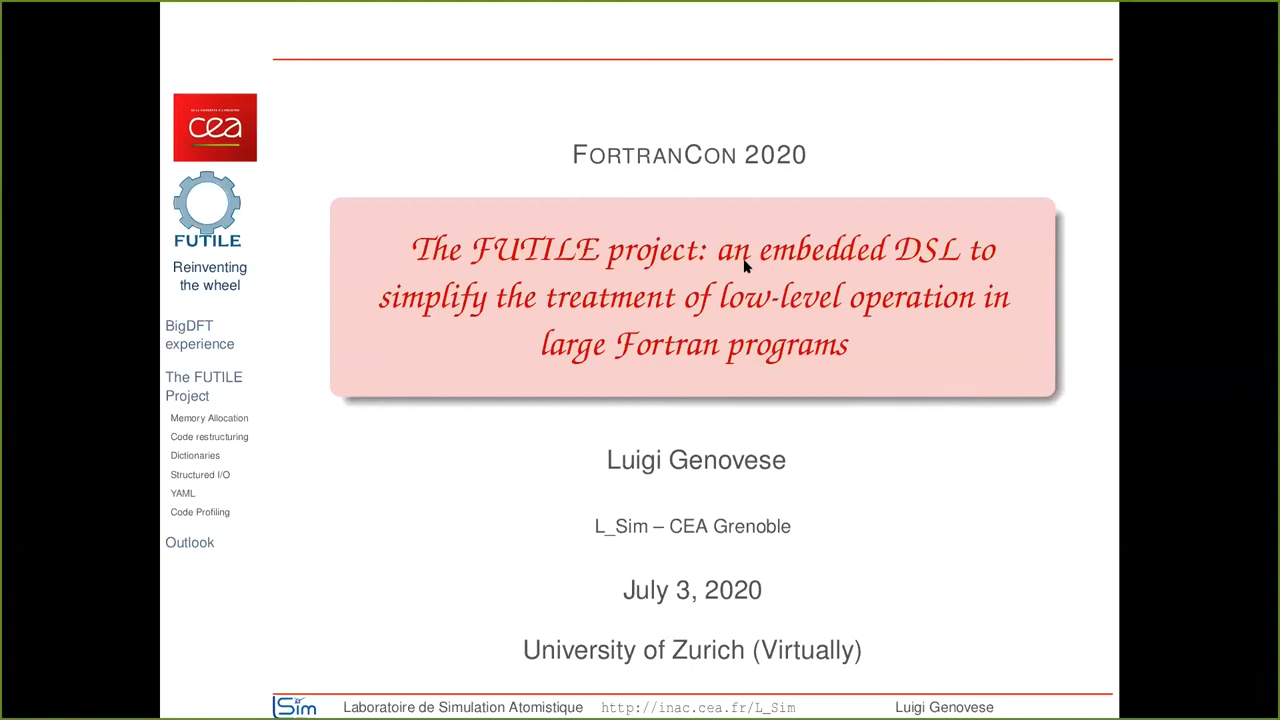 cea
FUTILE
Reinventing
the wheel
BigDFT
experience
The FUTILE
Project
Memory Allocation
Code restructuring
Dictionaries
Structured I/O
YAML
Code Profiling
Outlook
FORTRANCON 2020
The FUTILE project: an embedded DSL to
simplify the treatment of low-level operation in
large Fortran programs
Luigi Genovese
L_Sim – CEA Grenoble
July 3, 2020
University of Zurich (Virtually)
Sim Laboratoire de Simulation Atomistique http://inac.cea.fr/L_Sim Luigi Genovese